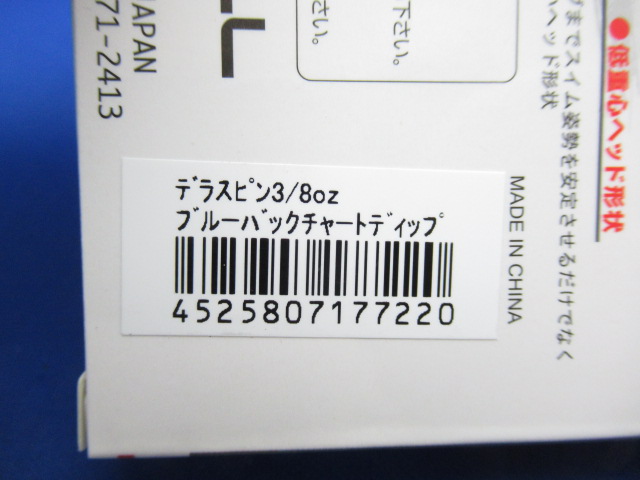 デラスピン3/8oz
ブルーバックチャートディップ
4525807177220
MADE IN CHINA
●低重心ヘッド形状
までスイム姿勢を安定させるだけでなく
ヘッド形状
下さい。
さい。
JAPAN
71-2413